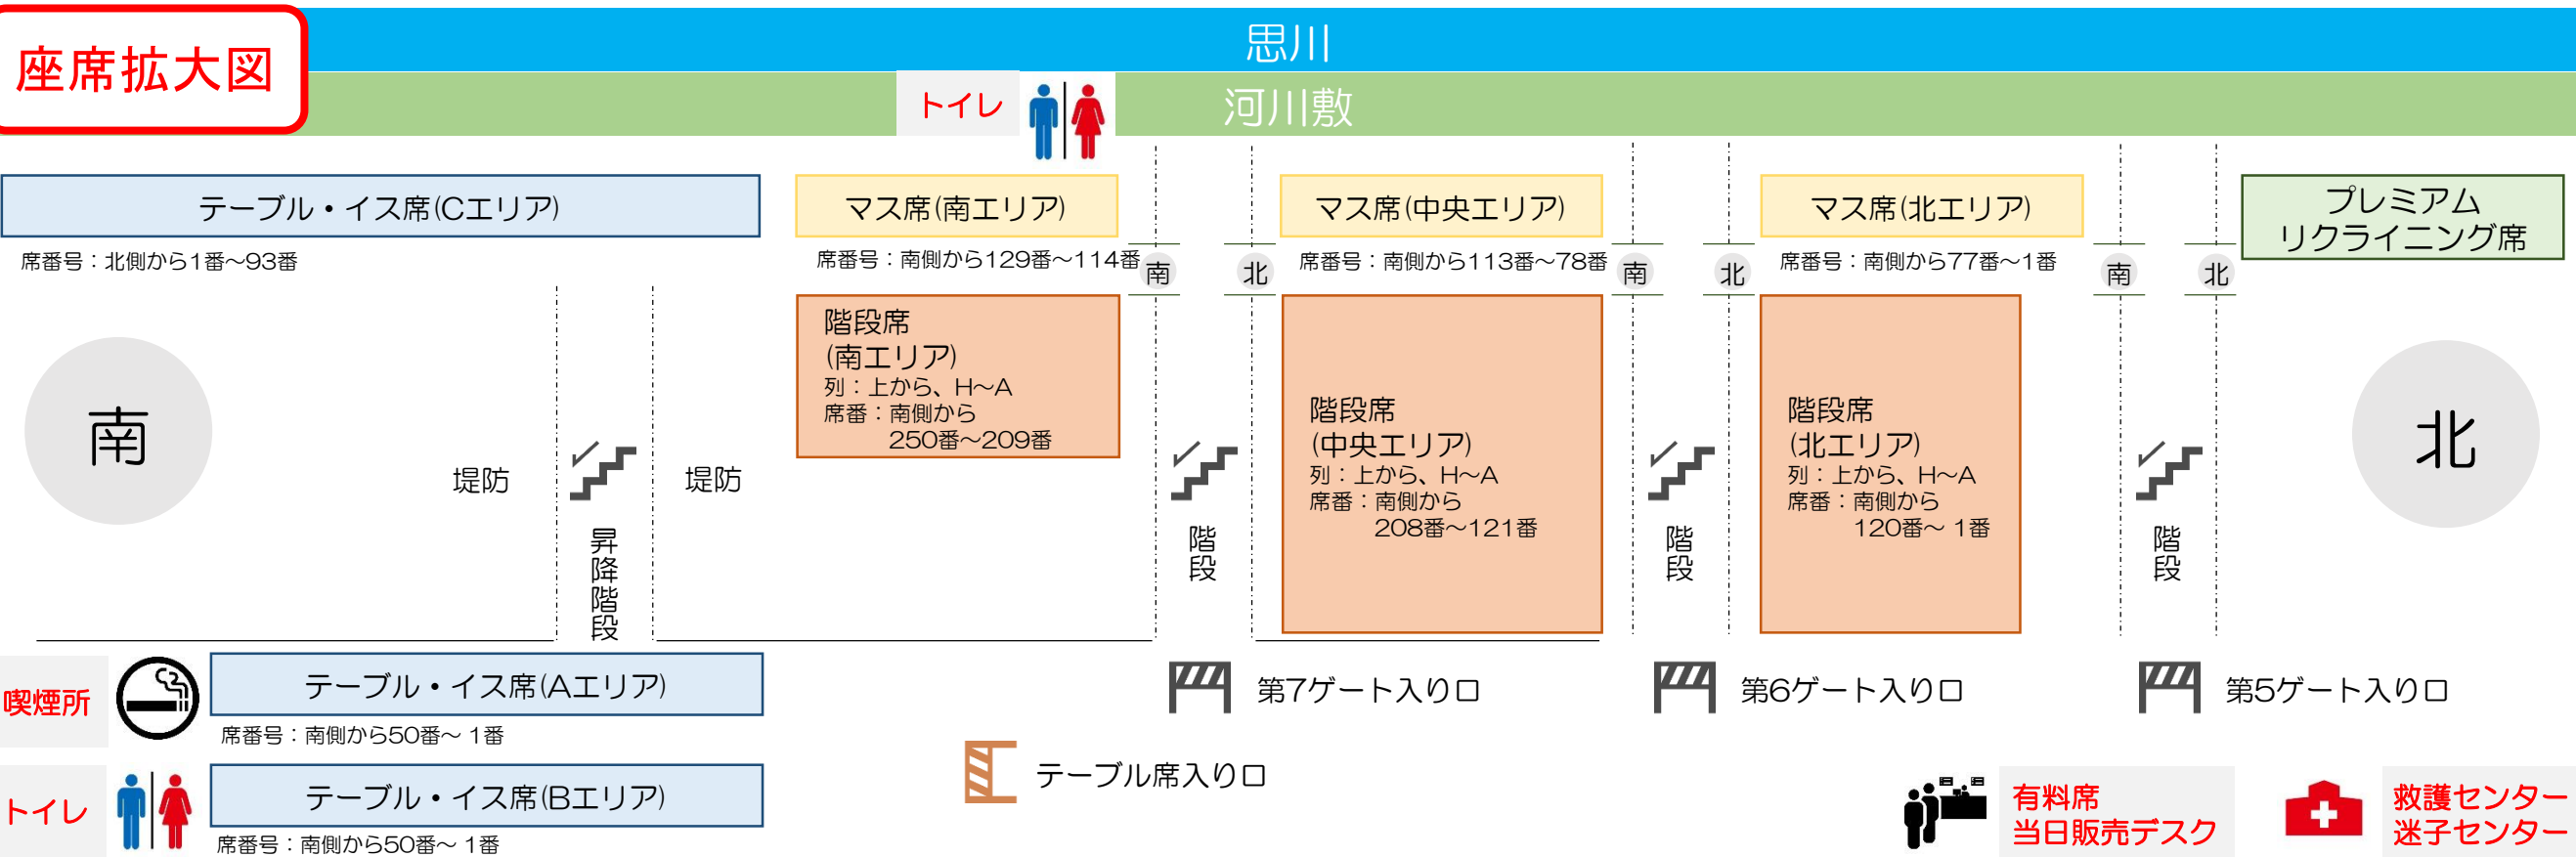 座席拡大図
思川
河川敷
トイレ
テーブル・イス席(Cエリア)
席番号：北側から1番～93番
マス席(南エリア)
席番号：南側から129番～114番
マス席(中央エリア)
席番号：南側から113番～78番
マス席(北エリア)
席番号：南側から77番～1番
プレミアム
リクライニング席
南
北
南
北
南
北
階段席
(南エリア)
列：上から、H～A
席番：南側から
250番～209番
階段席
(中央エリア)
列：上から、H～A
席番：南側から
208番～121番
階段席
(北エリア)
列：上から、H～A
席番：南側から
120番～ 1番
南
北
堤防
堤防
昇降階段
階段
階段
階段
喫煙所
テーブル・イス席(Aエリア)
席番号：南側から50番～ 1番
第7ゲート入り口
第6ゲート入り口
第5ゲート入り口
テーブル席入り口
トイレ
テーブル・イス席(Bエリア)
席番号：南側から50番～ 1番
有料席
当日販売デスク
救護センター
迷子センター